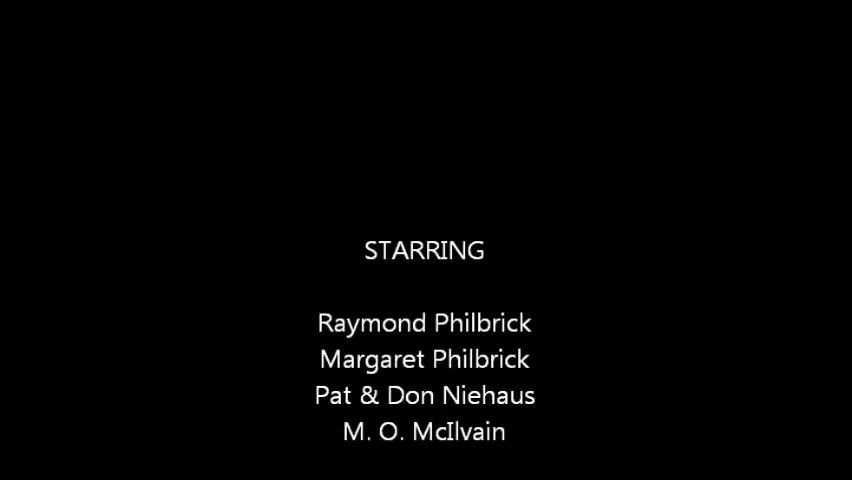 STARRING
Raymond Philbrick
Margaret Philbrick
Pat & Don Niehaus
M. O. McIlvain